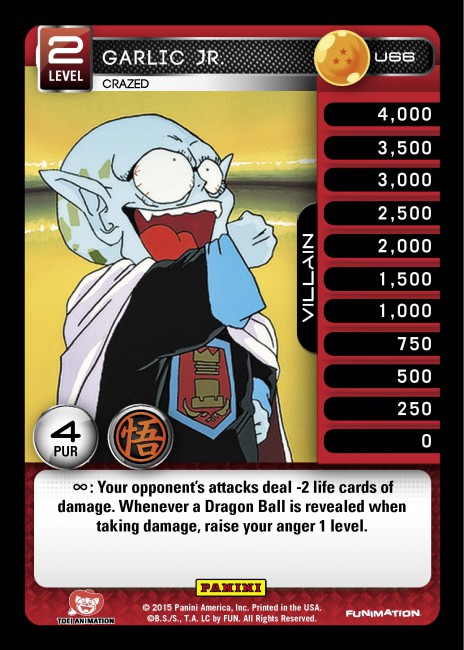 2
LEVEL
GARLIC JR.
U66
CRAZED
4,000
3,500
3,000
2,500
2,000
1,500
1,000
750
500
250
0
VILLAIN
4
PUR
悟
∞: Your opponent's attacks deal -2 life cards of
damage. Whenever a Dragon Ball is revealed when
taking damage, raise your anger 1 level.
PANINI
TOEI ANIMATION
© 2015 Panini America, Inc. Printed in the USA.
©B.S./S., T.A. LC by FUN. All Rights Reserved.
FUNIMATION